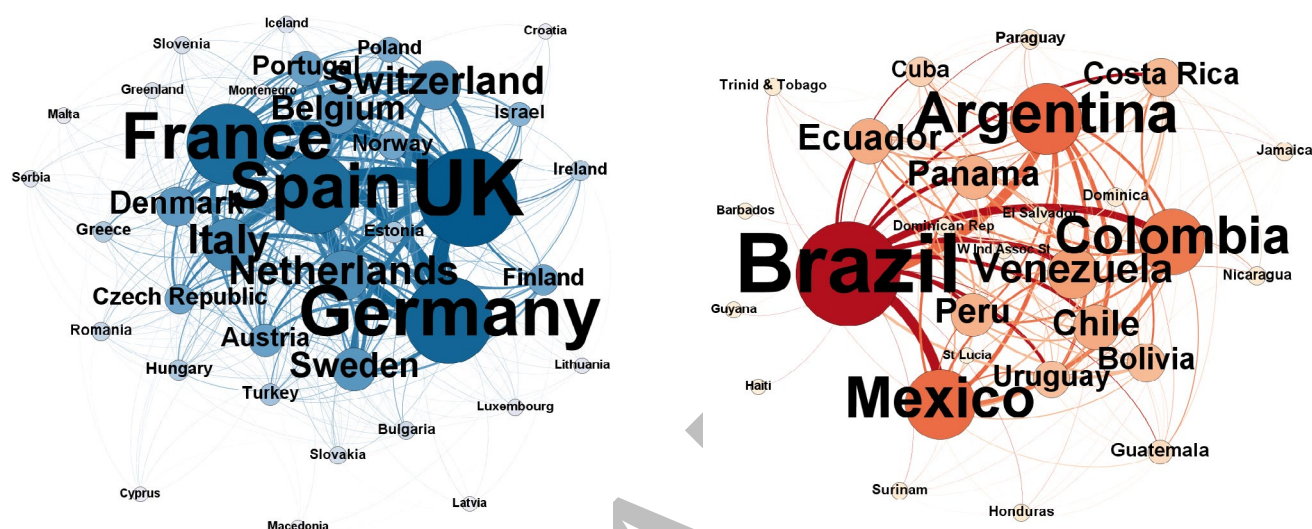 Iceland
Croatia
Slovenia
Poland
Portugal
Switzerland
Greenland
Montenegro
Belgium
Malta
Israel
France
Norway
Ireland
Serbia
Spain
UK
Denmark
Greece
Estonia
Italy
Netherlands
Finland
Czech Republic
Germany
Romania
Austria
Sweden
Hungary
Lithuania
Turkey
Luxembourg
Bulgaria
Slovakia
Cyprus
Latvia
Macedonia
Paraguay
Cuba
Costa Rica
Trinid & Tobago
Argentina
Ecuador
Jamaica
Panama
Dominica
Barbados
El Salvador
Dominican Rep
Colombia
W Ind Assoc St
Brazil
Venezuela
Nicaragua
Guyana
Peru
Chile
St Lucia
Bolivia
Uruguay
Haiti
Mexico
Guatemala
Surinam
Honduras